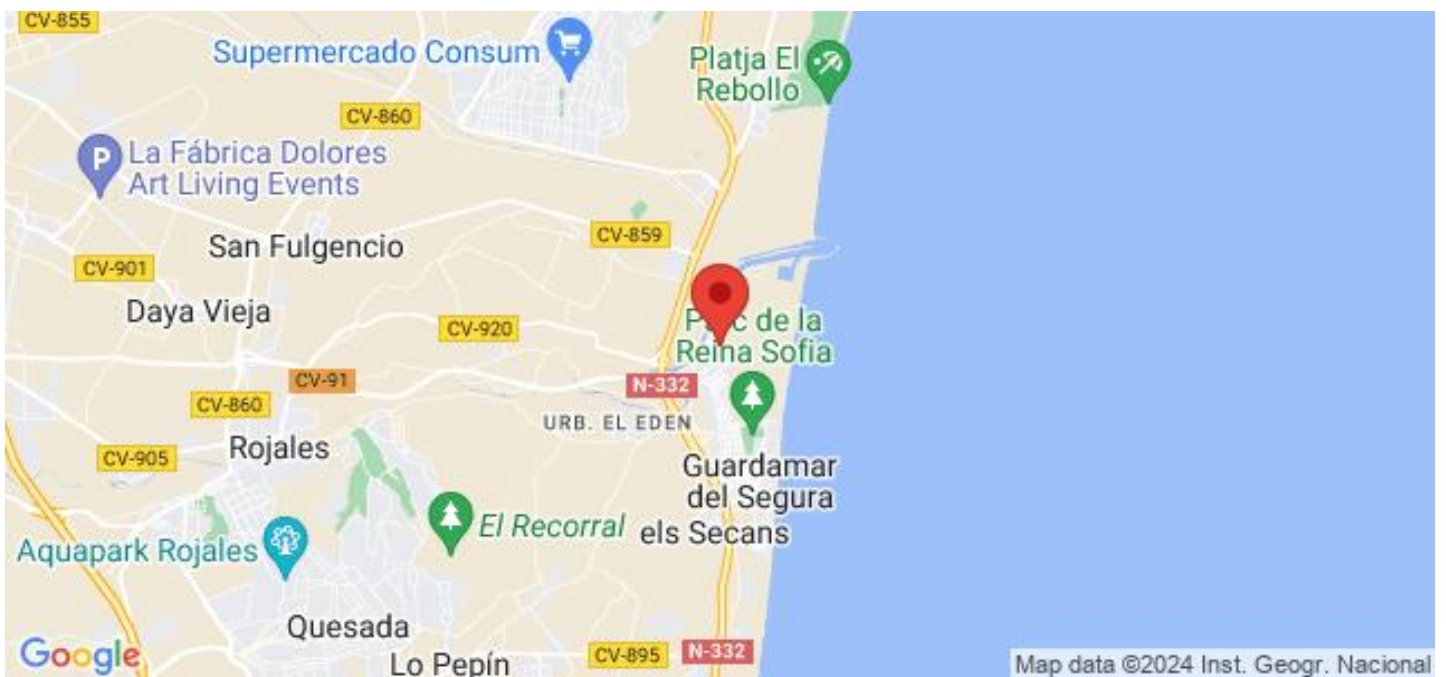 CV-855
Supermercado Consum
Platja El
Rebollo
CV-860
P
La Fábrica Dolores
Art Living Events
San Fulgencio
CV-859
CV-901
Daya Vieja
CV-920
Parc de la
Reina Sofia
CV-91
N-332
CV-860
URB. EL EDEN
Rojales
CV-905
Guardamar
del Segura
El Recorral
els Secans
Aquapark Rojales
Quesada
Lo Pepín
CV-895
N-332
Google
Map data ©2024 Inst. Geogr. Nacional